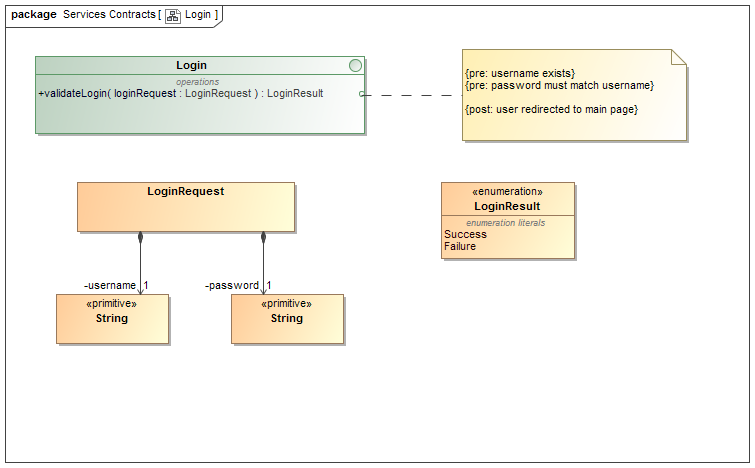 package Services Contracts [ Login ]
Login
operations
+validateLogin( loginRequest : LoginRequest ) : LoginResult
{pre: username exists}
{pre: password must match username}
{post: user redirected to main page}
LoginRequest
«enumeration»
LoginResult
enumeration literals
Success
Failure
-username 1
-password 1
«primitive»
String
«primitive»
String